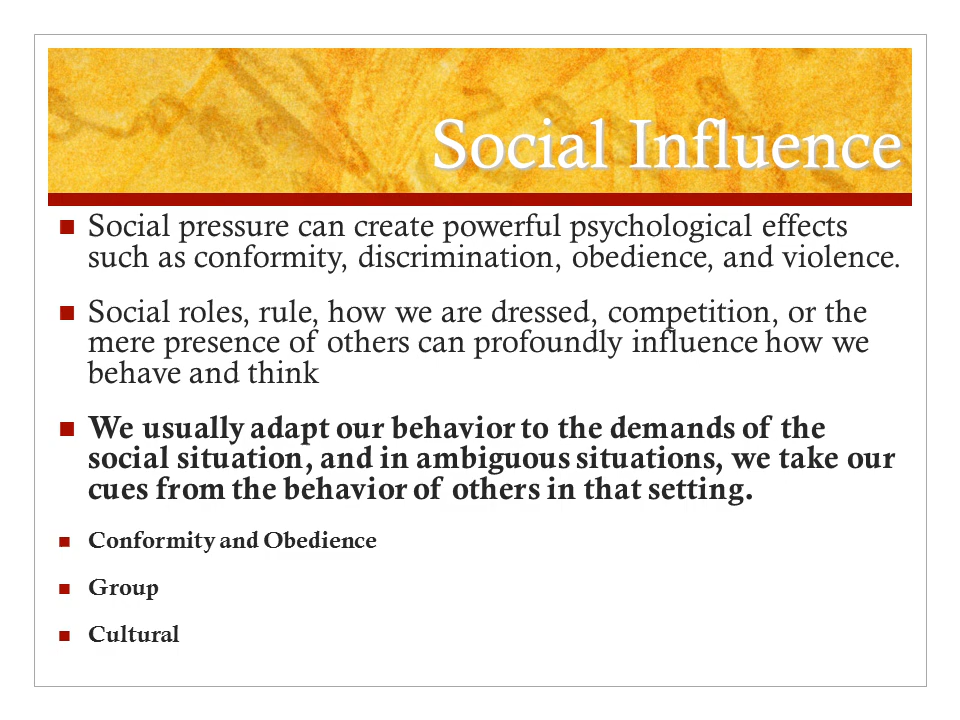 Social Influence
Social pressure can create powerful psychological effects
such as conformity, discrimination, obedience, and violence.
Social roles, rule, how we are dressed, competition, or the
mere presence of others can profoundly influence how we
behave and think
We usually adapt our behavior to the demands of the
social situation, and in ambiguous situations, we take our
cues from the behavior of others in that setting.
Conformity and Obedience
Group
Cultural